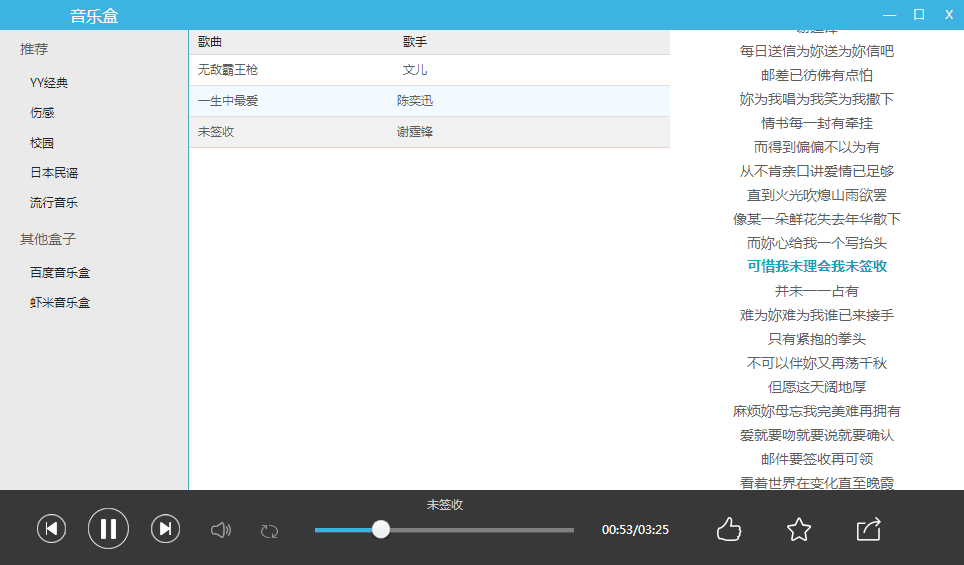 音乐盒
— 口 X
推荐
YY经典
伤感
校园
日本民谣
流行音乐
其他盒子
百度音乐盒
虾米音乐盒
歌曲 歌手
无敌霸王枪 文儿
一生中最爱 陈奕迅
未签收 谢霆锋
谢霆锋
每日送信为妳送为妳信吧
邮差已彷佛有点怕
妳为我唱为我笑为我撒下
情书每一封有牵挂
而得到偏偏不以为有
从不肯亲口讲爱情已足够
直到火光吹熄山雨欲罢
像某一朵鲜花失去年华散下
而妳心给我一个写抬头
可惜我未理会我未签收
并未一一占有
难为妳难为我谁已来接手
只有紧抱的拳头
不可以伴妳又再荡千秋
但愿这天阔地厚
麻烦妳母忘我完美难再拥有
爱就要吻就要说就要确认
邮件要签收再可领
看着世界在变化直至晚霞
未签收
00:53/03:25